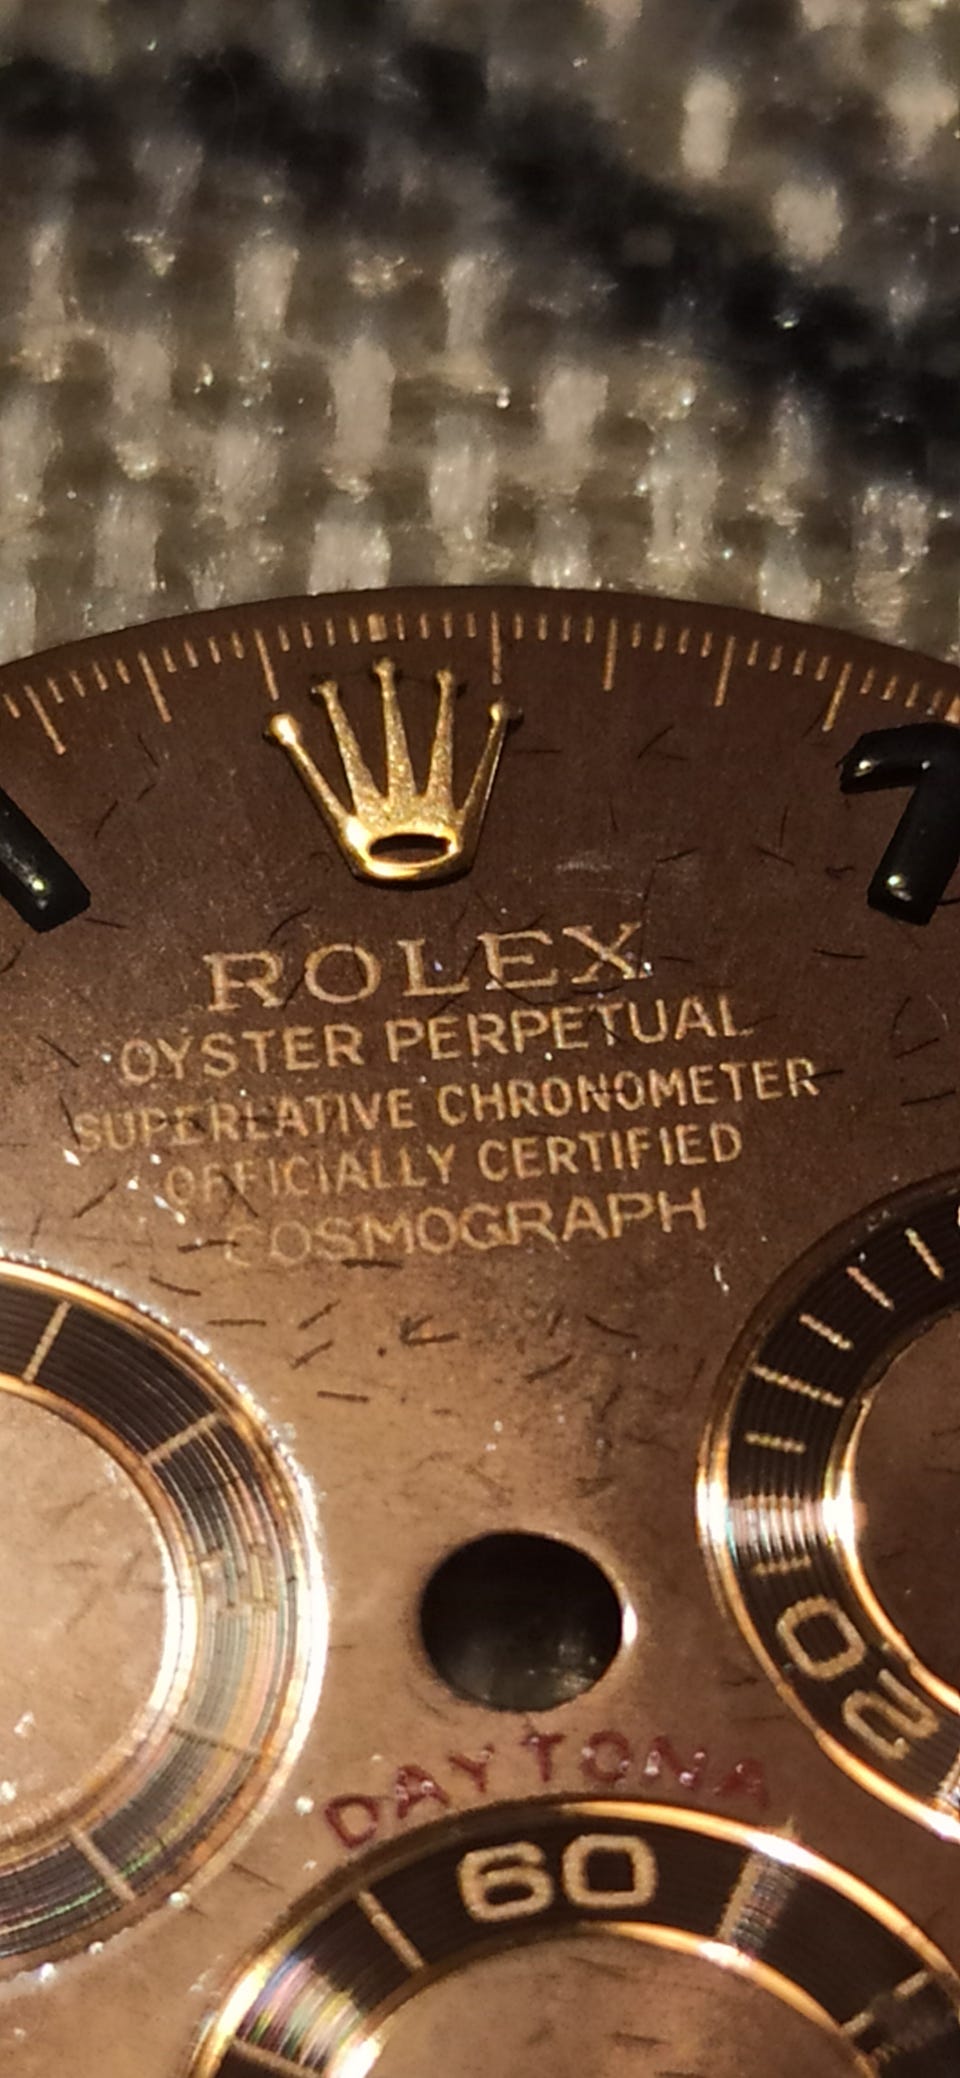 ROLEX
OYSTER PERPETUAL
SUPERLATIVE CHRONOMETER
OFFICIALLY CERTIFIED
COSMOGRAPH
20
DAYTONA
60